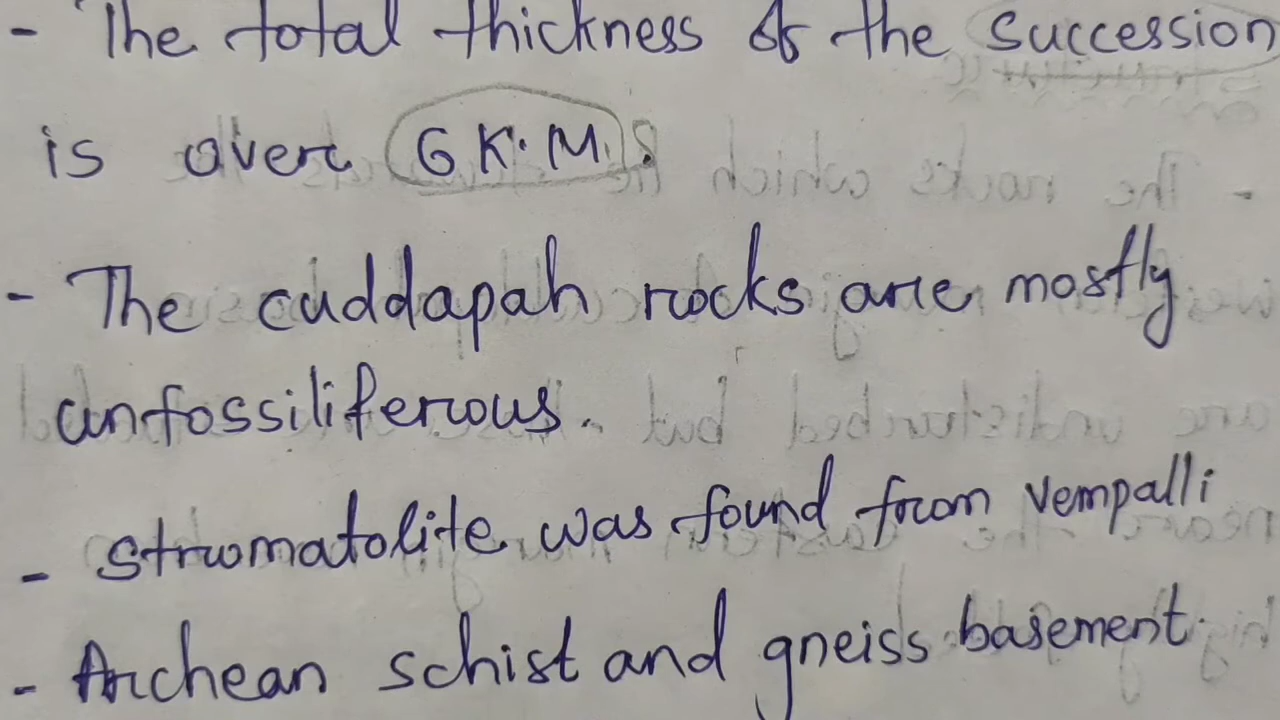 - The total thickness of the succession
is over 6 K.M.
- The cuddapah rocks are mostly
unfossiliferous.
- stromatolite was found from vempalli
- Archean schist and gneiss basement.